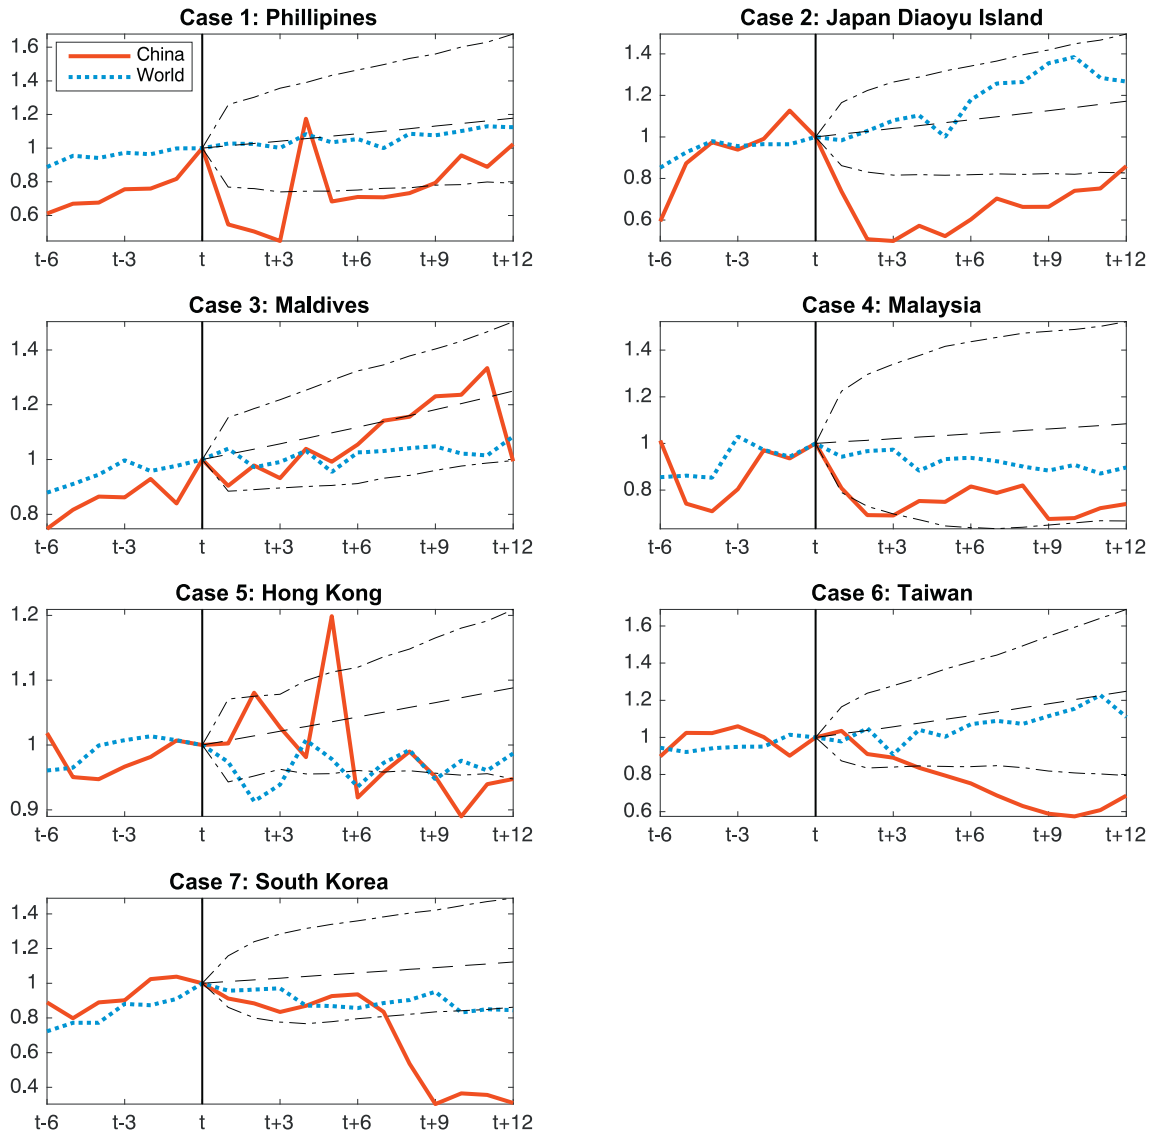 Case 1: Phillipines
1.6
1.4
1.2
1
0.8
0.6
China
World
t-6 t-3 t t+3 t+6 t+9 t+12
Case 2: Japan Diaoyu Island
1.4
1.2
1
0.8
0.6
t-6 t-3 t t+3 t+6 t+9 t+12
Case 3: Maldives
1.4
1.2
1
0.8
t-6 t-3 t t+3 t+6 t+9 t+12
Case 4: Malaysia
1.4
1.2
1
0.8
t-6 t-3 t t+3 t+6 t+9 t+12
Case 5: Hong Kong
1.2
1.1
1
0.9
t-6 t-3 t t+3 t+6 t+9 t+12
Case 6: Taiwan
1.6
1.4
1.2
1
0.8
0.6
t-6 t-3 t t+3 t+6 t+9 t+12
Case 7: South Korea
1.4
1.2
1
0.8
0.6
0.4
t-6 t-3 t t+3 t+6 t+9 t+12